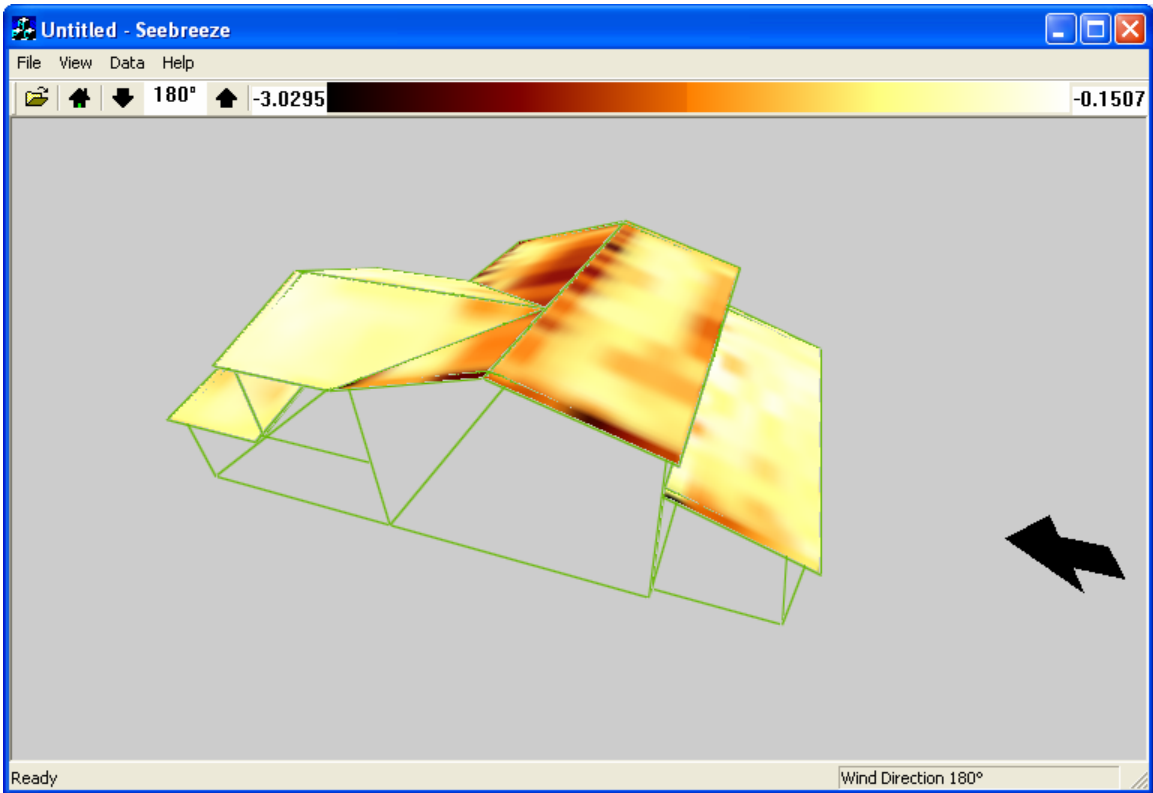 Untitled - Seebreeze
File View Data Help
180° -3.0295 -0.1507
Ready Wind Direction 180°